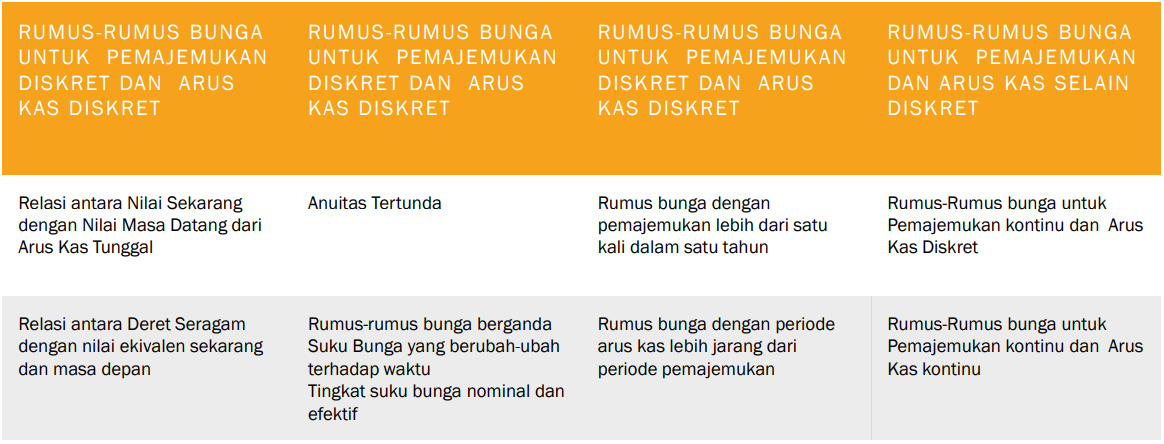 RUMUS-RUMUS BUNGA
UNTUK PEMAJEMUKAN
DISKRET DAN ARUS
KAS DISKRET
RUMUS-RUMUS BUNGA
UNTUK PEMAJEMUKAN
DISKRET DAN ARUS
KAS DISKRET
RUMUS-RUMUS BUNGA
UNTUK PEMAJEMUKAN
DISKRET DAN ARUS
KAS DISKRET
RUMUS-RUMUS BUNGA
UNTUK PEMAJEMUKAN
DAN ARUS KAS SELAIN
DISKRET
Relasi antara Nilai Sekarang
dengan Nilai Masa Datang dari
Arus Kas Tunggal
Anuitas Tertunda
Rumus bunga dengan
pemajemukan lebih dari satu
kali dalam satu tahun
Rumus-Rumus bunga untuk
Pemajemukan kontinu dan Arus
Kas Diskret
Relasi antara Deret Seragam
dengan nilai ekivalen sekarang
dan masa depan
Rumus-rumus bunga berganda
Suku Bunga yang berubah-ubah
terhadap waktu
Tingkat suku bunga nominal dan
efektif
Rumus bunga dengan periode
arus kas lebih jarang dari
periode pemajemukan
Rumus-Rumus bunga untuk
Pemajemukan kontinu dan Arus
Kas kontinu